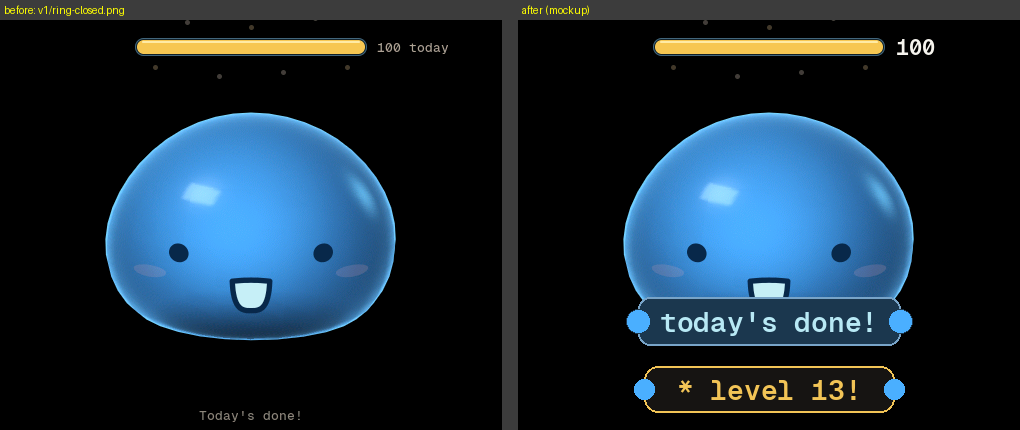 before: v1/ring-closed.png
100 today
Today's done!
after (mockup)
100
today's done!
* level 13!